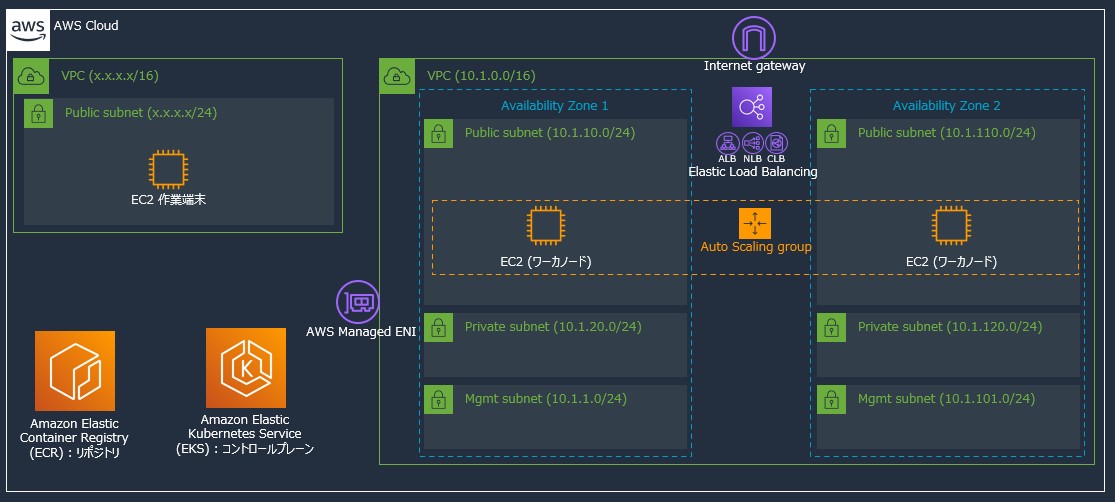 aws
AWS Cloud
VPC (x.x.x.x/16)
Public subnet (x.x.x.x/24)
EC2 作業端末
Internet gateway
VPC (10.1.0.0/16)
Availability Zone 1
Availability Zone 2
Public subnet (10.1.10.0/24)
Public subnet (10.1.110.0/24)
ALB
NLB
CLB
Elastic Load Balancing
EC2 (ワーカノード)
Auto Scaling group
EC2 (ワーカノード)
AWS Managed ENI
Private subnet (10.1.20.0/24)
Private subnet (10.1.120.0/24)
Mgmt subnet (10.1.1.0/24)
Mgmt subnet (10.1.101.0/24)
Amazon Elastic
Container Registry
(ECR)：リポジトリ
K
Amazon Elastic
Kubernetes Service
(EKS)：コントロールプレーン